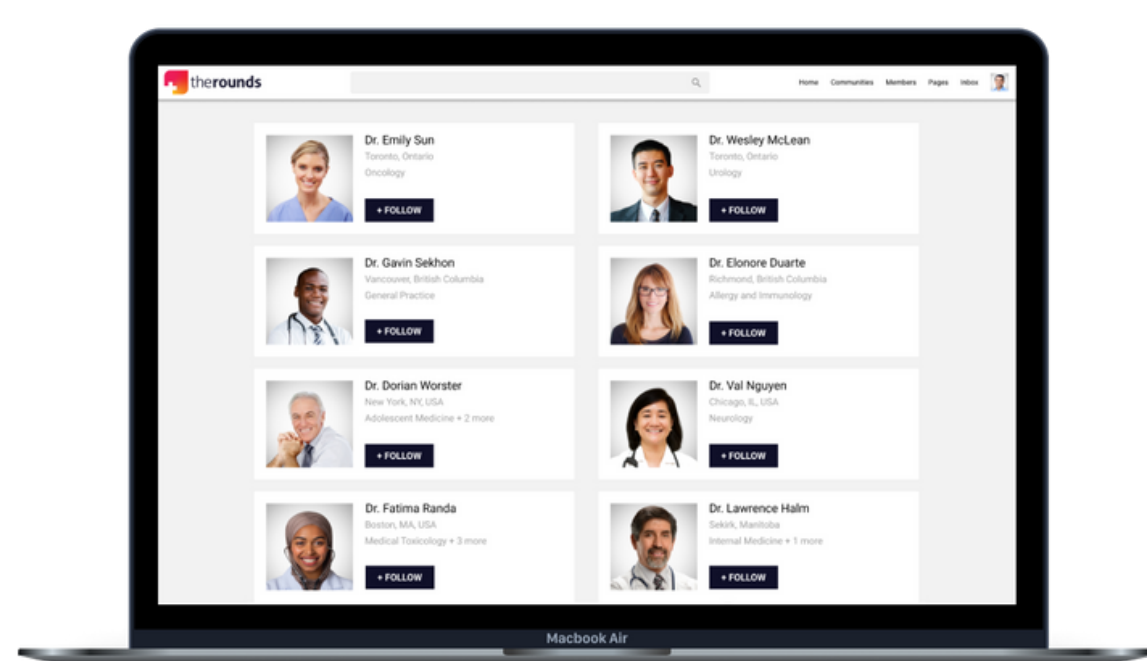 therounds
Home Communities Members Pages Inbox
Dr. Emily Sun
Toronto, Ontario
Oncology
+ FOLLOW
Dr. Wesley McLean
Toronto, Ontario
Urology
+ FOLLOW
Dr. Gavin Sekhon
Vancouver, British Columbia
General Practice
+ FOLLOW
Dr. Elonore Duarte
Richmond, British Columbia
Allergy and Immunology
+ FOLLOW
Dr. Dorian Worster
New York, NY, USA
Adolescent Medicine + 2 more
+ FOLLOW
Dr. Val Nguyen
Chicago, IL, USA
Neurology
+ FOLLOW
Dr. Fatima Randa
Boston, MA, USA
Medical Toxicology + 3 more
+ FOLLOW
Dr. Lawrence Halm
Sekirk, Manitoba
Internal Medicine + 1 more
+ FOLLOW
Macbook Air